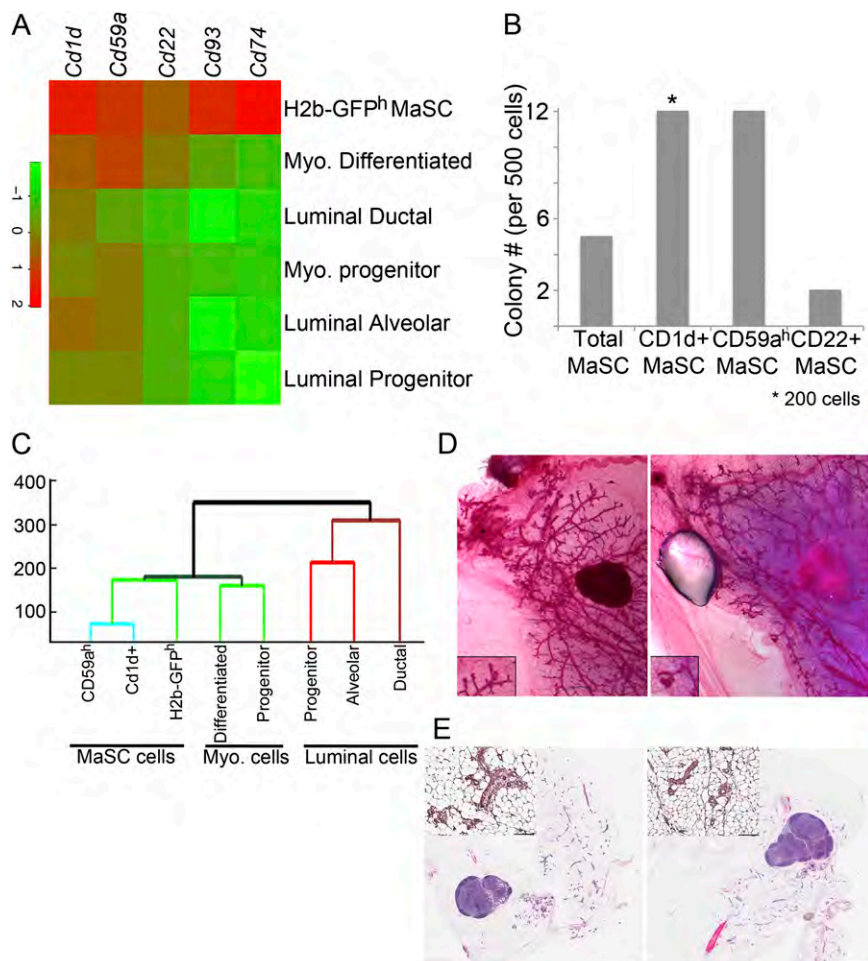 A
Cd1d
Cd59a
Cd22
Cd93
Cd74
H2b-GFPʰ MaSC
Myo. Differentiated
Luminal Ductal
Myo. progenitor
Luminal Alveolar
Luminal Progenitor
-1
0
1
2
B
Colony # (per 500 cells)
12
6
2
*
Total MaSC
CD1d+ MaSC
CD59aʰ MaSC
CD22+ MaSC
* 200 cells
C
400
300
200
100
CD59aʰ
Cd1d+
H2b-GFPʰ
Differentiated
Progenitor
Progenitor
Alveolar
Ductal
MaSC cells
Myo. cells
Luminal cells
D
E